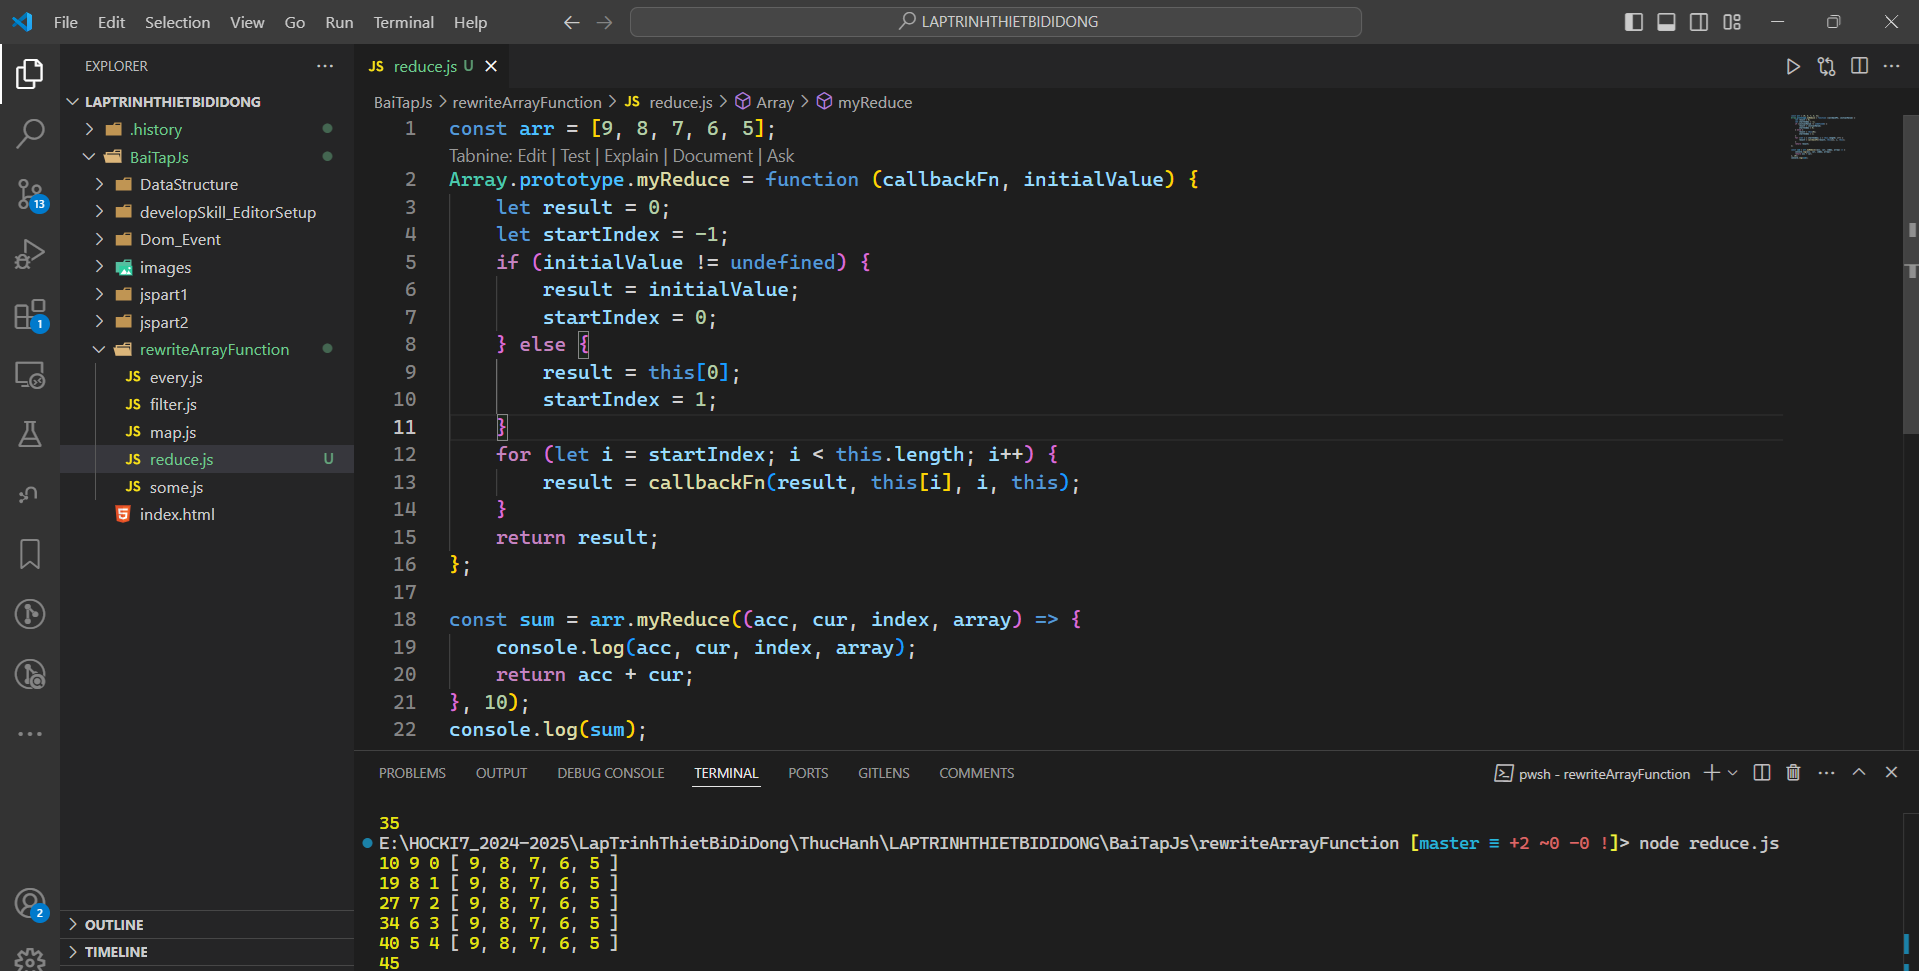 File Edit Selection View Go Run Terminal Help
LAPTRINHTHIETBIDIDONG
EXPLORER
LAPTRINHTHIETBIDIDONG
.history
BaiTapJs
DataStructure
developSkill_EditorSetup
Dom_Event
images
jspart1
jspart2
rewriteArrayFunction
JS every.js
JS filter.js
JS map.js
JS reduce.js U
JS some.js
index.html
OUTLINE
TIMELINE
13
1
2
JS reduce.js U
BaiTapJs > rewriteArrayFunction > JS reduce.js > Array > myReduce
1 const arr = [9, 8, 7, 6, 5];
Tabnine: Edit | Test | Explain | Document | Ask
2 Array.prototype.myReduce = function (callbackFn, initialValue) {
3 let result = 0;
4 let startIndex = -1;
5 if (initialValue != undefined) {
6 result = initialValue;
7 startIndex = 0;
8 } else {
9 result = this[0];
10 startIndex = 1;
11 }
12 for (let i = startIndex; i < this.length; i++) {
13 result = callbackFn(result, this[i], i, this);
14 }
15 return result;
16 };
17
18 const sum = arr.myReduce((acc, cur, index, array) => {
19 console.log(acc, cur, index, array);
20 return acc + cur;
21 }, 10);
22 console.log(sum);
PROBLEMS OUTPUT DEBUG CONSOLE TERMINAL PORTS GITLENS COMMENTS
pwsh - rewriteArrayFunction
35
E:\HOCKI7_2024-2025\LapTrinhThietBiDiDong\ThucHanh\LAPTRINHTHIETBIDIDONG\BaiTapJs\rewriteArrayFunction [master ≡ +2 ~0 -0 !]> node reduce.js
10 9 0 [ 9, 8, 7, 6, 5 ]
19 8 1 [ 9, 8, 7, 6, 5 ]
27 7 2 [ 9, 8, 7, 6, 5 ]
34 6 3 [ 9, 8, 7, 6, 5 ]
40 5 4 [ 9, 8, 7, 6, 5 ]
45